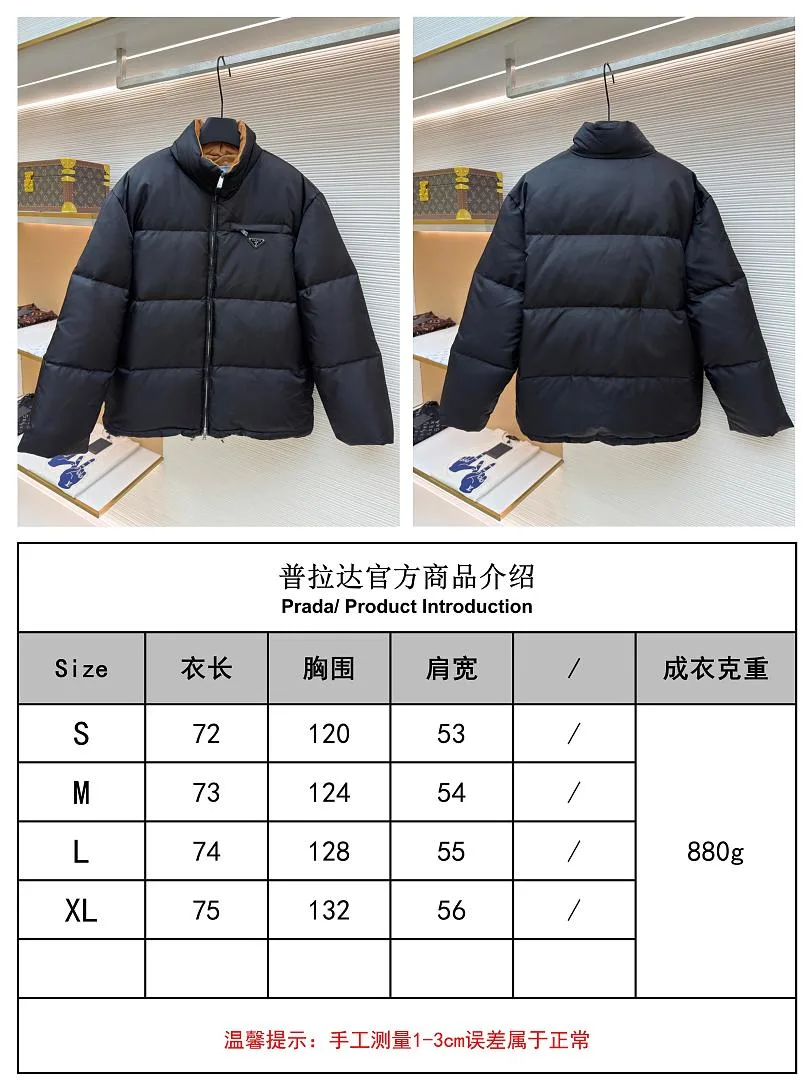 普拉达官方商品介绍
Prada/ Product Introduction
Size 衣长 胸围 肩宽 / 成衣克重
S 72 120 53 /
M 73 124 54 /
L 74 128 55 / 880g
XL 75 132 56 /
温馨提示：手工测量1-3cm误差属于正常